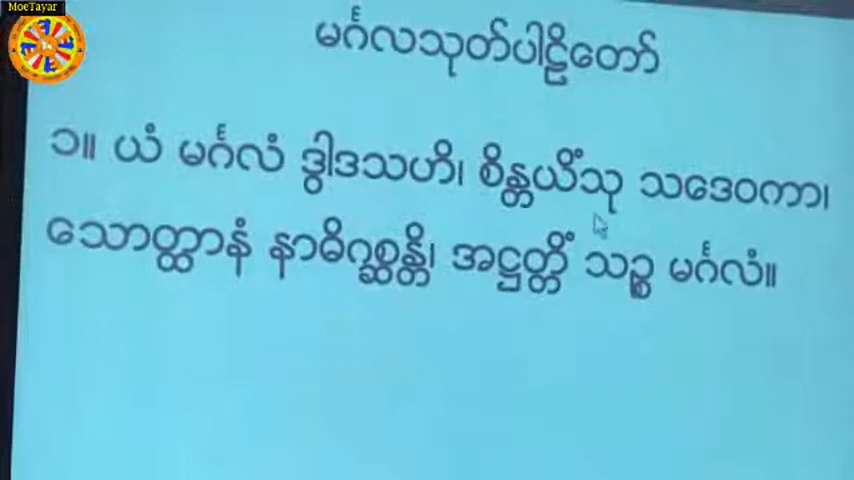 MoeTayar
မင်္ဂလသုတ်ပါဠိတော်
၁။ ယံ မင်္ဂလံ ဒွါဒသဟိ၊ စိန္တယိံသု သဒေဝကာ၊
သောတ္ထာနံ နာဓိဂစ္ဆန္တိ၊ အဋ္ဌတ္တိံ သဉ္စ မင်္ဂလံ။